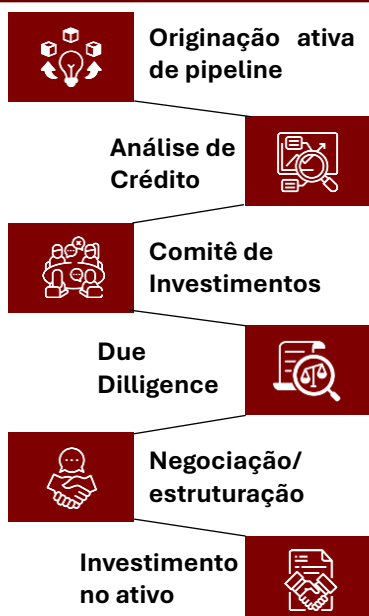 Originação ativa
de pipeline
Análise de
Crédito
Comitê de
Investimentos
Due
Dilligence
Negociação/
estruturação
Investimento
no ativo